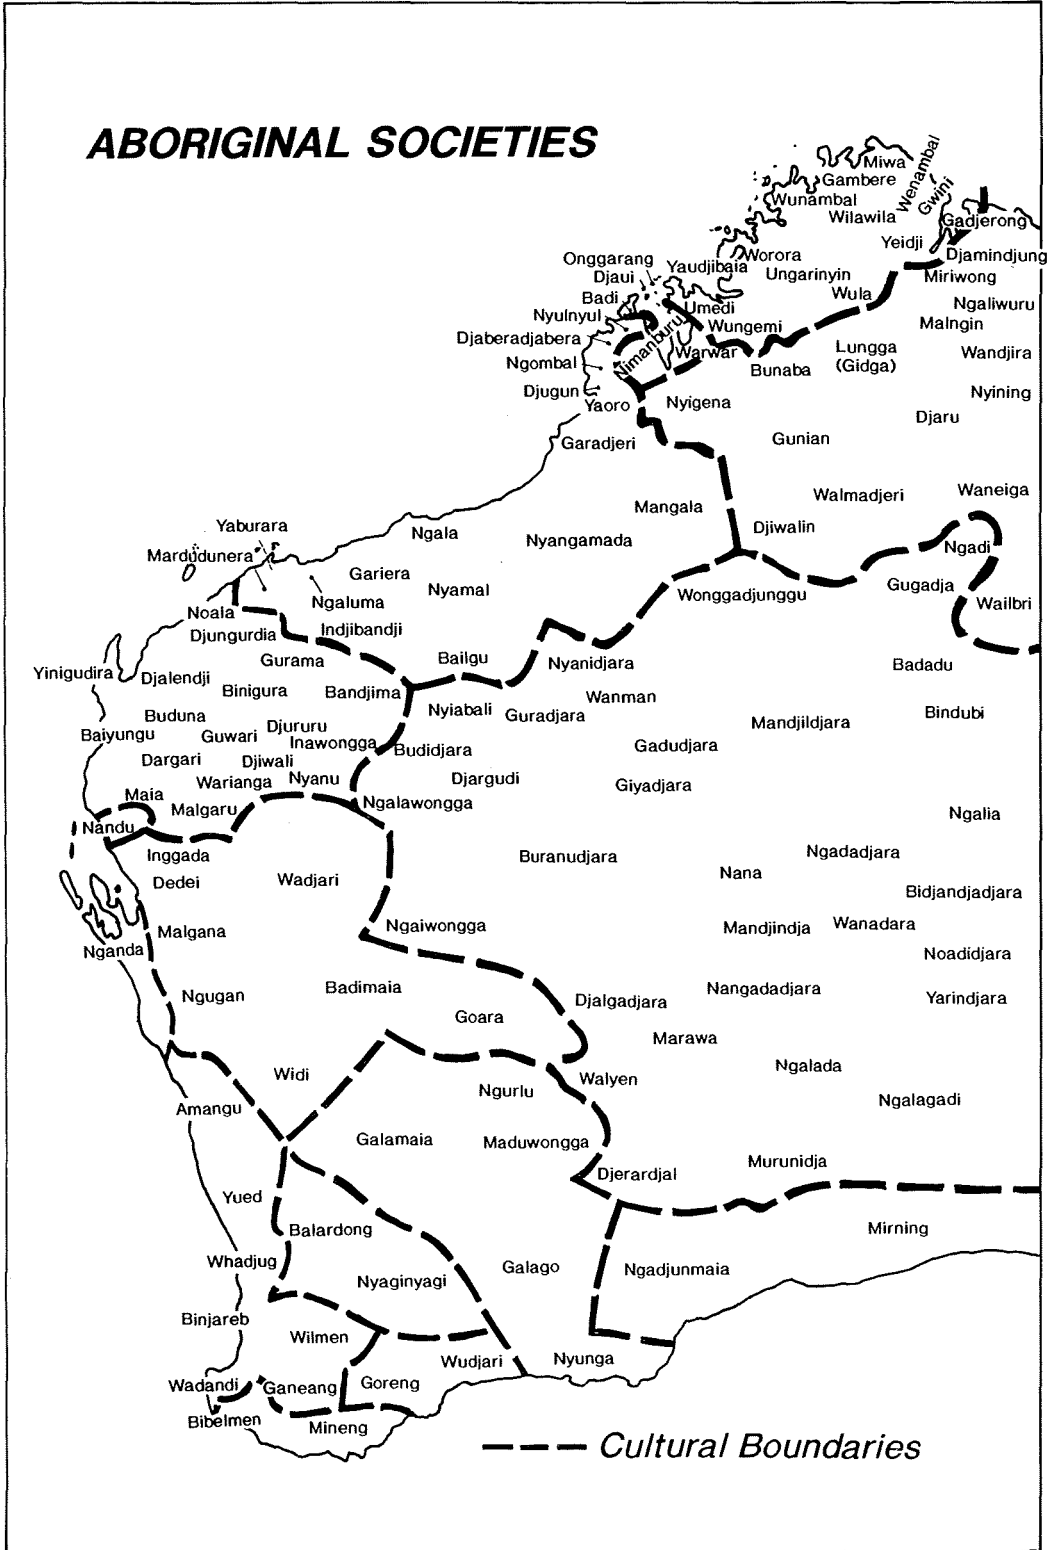 ABORIGINAL SOCIETIES
Miwa
Wenambal
Gambere
Gwini
Wunambal
Wilawila
Gadjerong
Yeidji
Djamindjung
Worora
Onggarang
Yaudjibaia
Ungarinyin
Miriwong
Djaui
Wula
Badi
Umedi
Ngaliwuru
Nyulnyul
Wungemi
Malngin
Djaberadjabera
Nimanburu
Warwar
Lungga
(Gidga)
Wandjira
Ngombal
Bunaba
Djugun
Nyining
Yaoro
Nyigena
Djaru
Garadjeri
Gunian
Walmadjeri
Waneiga
Mangala
Yaburara
Ngala
Djiwalin
Mardudunera
Nyangamada
Ngadi
Gariera
Nyamal
Gugadja
Ngaluma
Wonggadjunggu
Wailbri
Noala
Djungurdia
Indjibandji
Gurama
Bailgu
Nyanidjara
Badadu
Yinigudira
Djalendji
Binigura
Bandjima
Wanman
Buduna
Nyiabali
Guradjara
Mandjildjara
Bindubi
Baiyungu
Guwari
Djururu
Inawongga
Budidjara
Gadudjara
Dargari
Djiwali
Warianga
Nyanu
Djargudi
Giyadjara
Maia
Malgaru
Ngalawongga
Ngalia
Nandu
Inggada
Buranudjara
Ngadadjara
Dedei
Wadjari
Nana
Bidjandjadjara
Malgana
Ngaiwongga
Mandjindja
Wanadara
Nganda
Noadidjara
Ngugan
Badimaia
Djalgadjara
Nangadadjara
Yarindjara
Goara
Marawa
Widi
Ngurlu
Walyen
Ngalada
Amangu
Ngalagadi
Galamaia
Maduwongga
Djerardjal
Murunidja
Yued
Balardong
Mirning
Whadjug
Nyaginyagi
Galago
Ngadjunmaia
Binjareb
Wilmen
Wudjari
Nyunga
Wadandi
Ganeang
Goreng
Bibelmen
Mineng
Cultural Boundaries